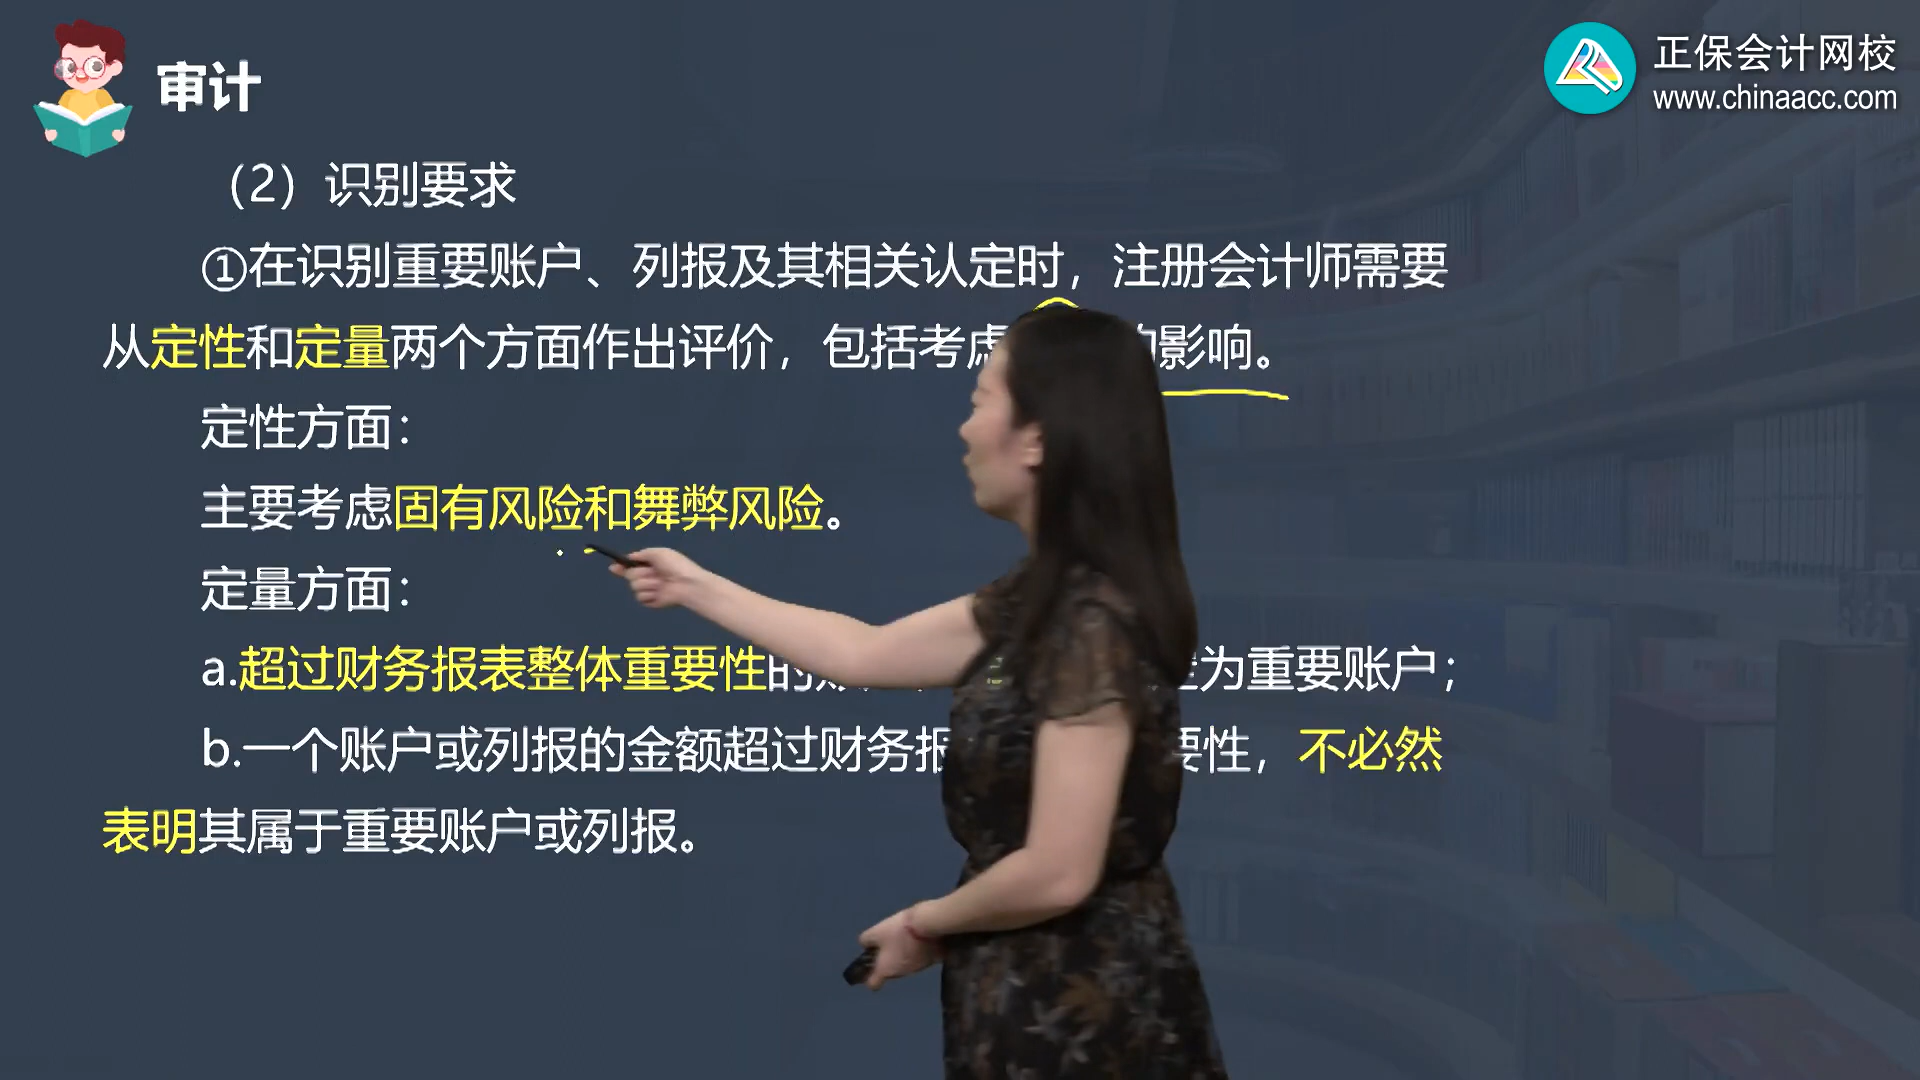 审计
正保会计网校
www.chinaacc.com
（2）识别要求
①在识别重要账户、列报及其相关认定时，注册会计师需要
从定性和定量两个方面作出评价，包括考虑 影响。
定性方面：
主要考虑固有风险和舞弊风险。
定量方面：
a.超过财务报表整体重要性的 为重要账户；
b.一个账户或列报的金额超过财务报 要性，不必然
表明其属于重要账户或列报。